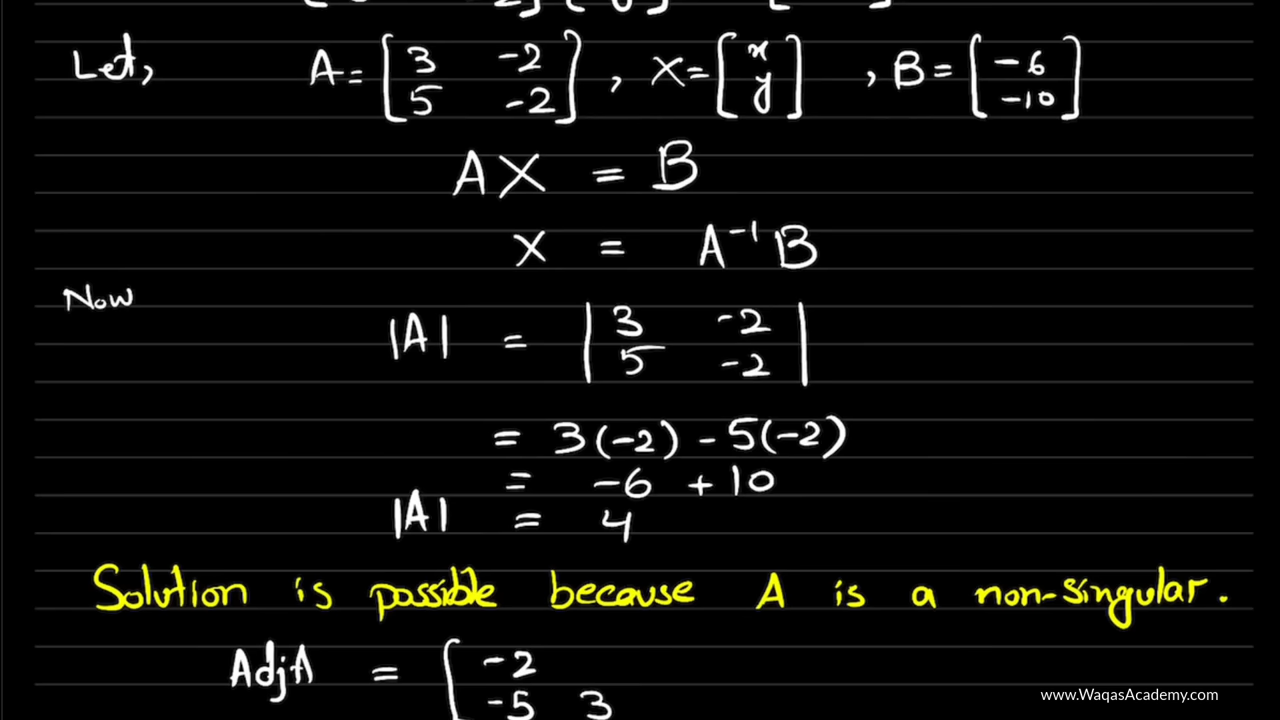 Let, A = [3 -2
5 -2], X = [x
y], B = [-6
-10]
AX = B
X = A⁻¹B
Now
|A| = |3 -2
5 -2|
= 3(-2) - 5(-2)
= -6 + 10
|A| = 4
Solution is possible because A is a non-singular.
AdjA = [-2
-5 3
www.WaqasAcademy.com